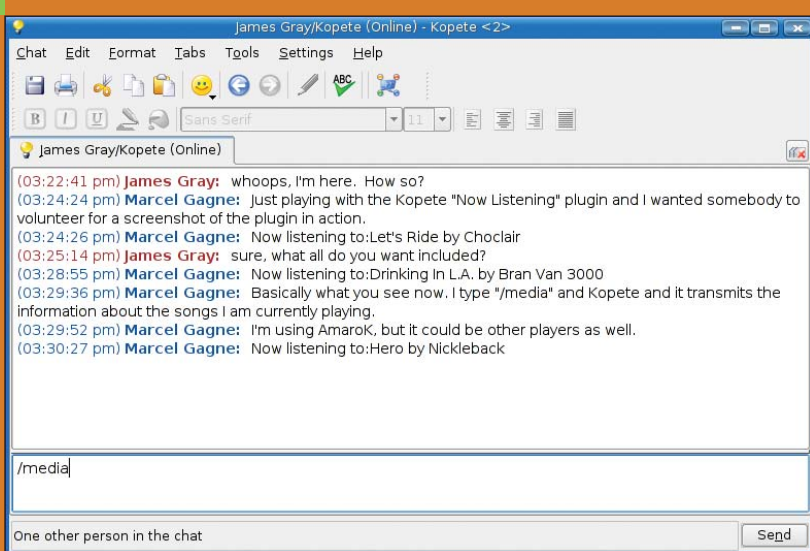 James Gray/Kopete (Online) - Kopete <2>
Chat Edit Format Tabs Tools Settings Help
ABC
B I U Sans Serif 11
James Gray/Kopete (Online)
(03:22:41 pm) James Gray: whoops, I'm here. How so?
(03:24:24 pm) Marcel Gagne: Just playing with the Kopete "Now Listening" plugin and I wanted somebody to
volunteer for a screenshot of the plugin in action.
(03:24:26 pm) Marcel Gagne: Now listening to:Let's Ride by Choclair
(03:25:14 pm) James Gray: sure, what all do you want included?
(03:28:55 pm) Marcel Gagne: Now listening to:Drinking In L.A. by Bran Van 3000
(03:29:36 pm) Marcel Gagne: Basically what you see now. I type "/media" and Kopete and it transmits the
information about the songs I am currently playing.
(03:29:52 pm) Marcel Gagne: I'm using AmaroK, but it could be other players as well.
(03:30:27 pm) Marcel Gagne: Now listening to:Hero by Nickleback
/media
One other person in the chat Send